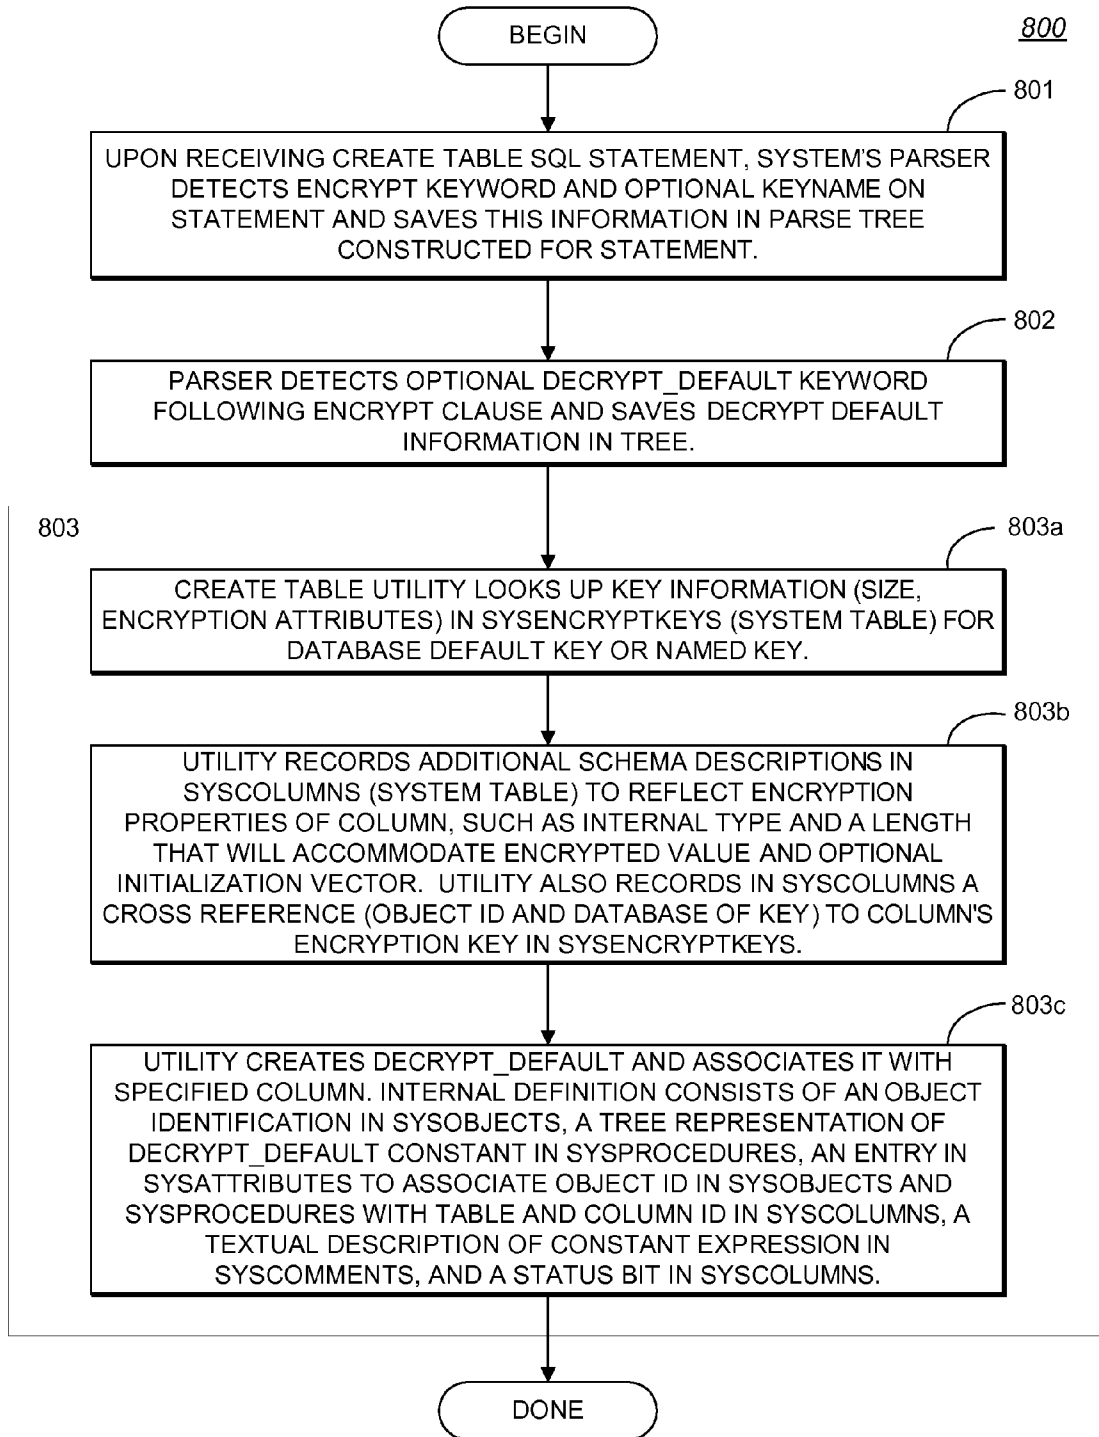 BEGIN
800
801
UPON RECEIVING CREATE TABLE SQL STATEMENT, SYSTEM'S PARSER
DETECTS ENCRYPT KEYWORD AND OPTIONAL KEYNAME ON
STATEMENT AND SAVES THIS INFORMATION IN PARSE TREE
CONSTRUCTED FOR STATEMENT.
802
PARSER DETECTS OPTIONAL DECRYPT_DEFAULT KEYWORD
FOLLOWING ENCRYPT CLAUSE AND SAVES DECRYPT DEFAULT
INFORMATION IN TREE.
803
803a
CREATE TABLE UTILITY LOOKS UP KEY INFORMATION (SIZE,
ENCRYPTION ATTRIBUTES) IN SYSENCRYPTKEYS (SYSTEM TABLE) FOR
DATABASE DEFAULT KEY OR NAMED KEY.
803b
UTILITY RECORDS ADDITIONAL SCHEMA DESCRIPTIONS IN
SYSCOLUMNS (SYSTEM TABLE) TO REFLECT ENCRYPTION
PROPERTIES OF COLUMN, SUCH AS INTERNAL TYPE AND A LENGTH
THAT WILL ACCOMMODATE ENCRYPTED VALUE AND OPTIONAL
INITIALIZATION VECTOR. UTILITY ALSO RECORDS IN SYSCOLUMNS A
CROSS REFERENCE (OBJECT ID AND DATABASE OF KEY) TO COLUMN'S
ENCRYPTION KEY IN SYSENCRYPTKEYS.
803c
UTILITY CREATES DECRYPT_DEFAULT AND ASSOCIATES IT WITH
SPECIFIED COLUMN. INTERNAL DEFINITION CONSISTS OF AN OBJECT
IDENTIFICATION IN SYSOBJECTS, A TREE REPRESENTATION OF
DECRYPT_DEFAULT CONSTANT IN SYSPROCEDURES, AN ENTRY IN
SYSATTRIBUTES TO ASSOCIATE OBJECT ID IN SYSOBJECTS AND
SYSPROCEDURES WITH TABLE AND COLUMN ID IN SYSCOLUMNS, A
TEXTUAL DESCRIPTION OF CONSTANT EXPRESSION IN
SYSCOMMENTS, AND A STATUS BIT IN SYSCOLUMNS.
DONE